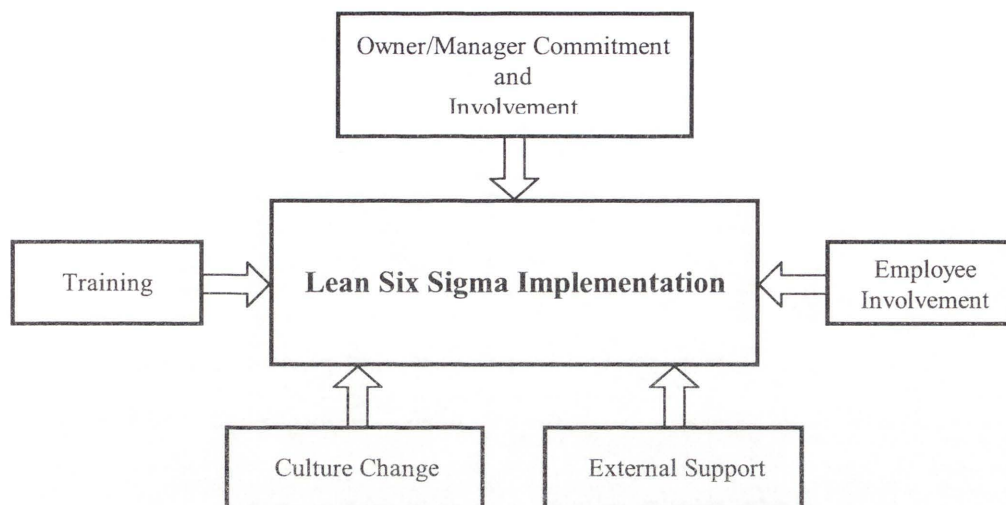 Owner/Manager Commitment
and
Involvement
Training
Lean Six Sigma Implementation
Employee
Involvement
Culture Change
External Support